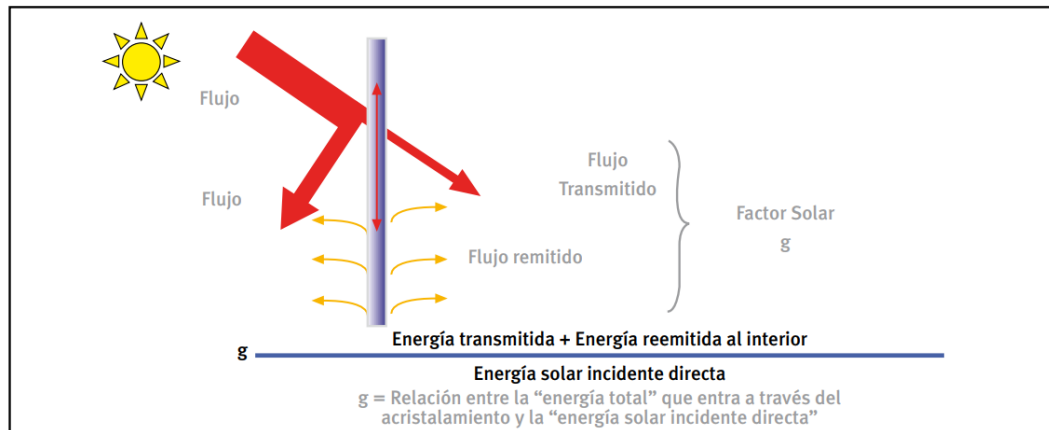 Flujo
Flujo
Flujo
Transmitido
Flujo remitido
Factor Solar
g
Energía transmitida + Energía reemitida al interior
g
Energía solar incidente directa
g = Relación entre la “energía total” que entra a través del
acristalamiento y la “energía solar incidente directa”